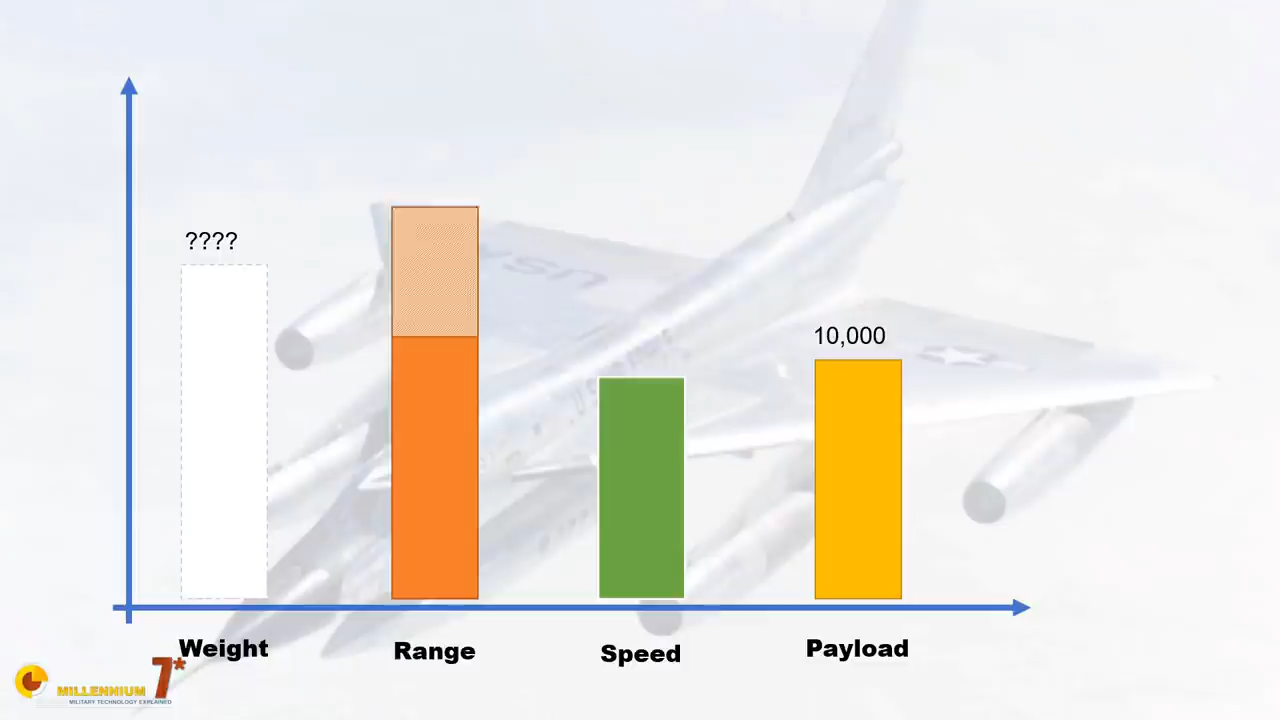 ????
10,000
Weight
Range
Speed
Payload
MILLENNIUM 7*
MILITARY TECHNOLOGY EXPLAINED